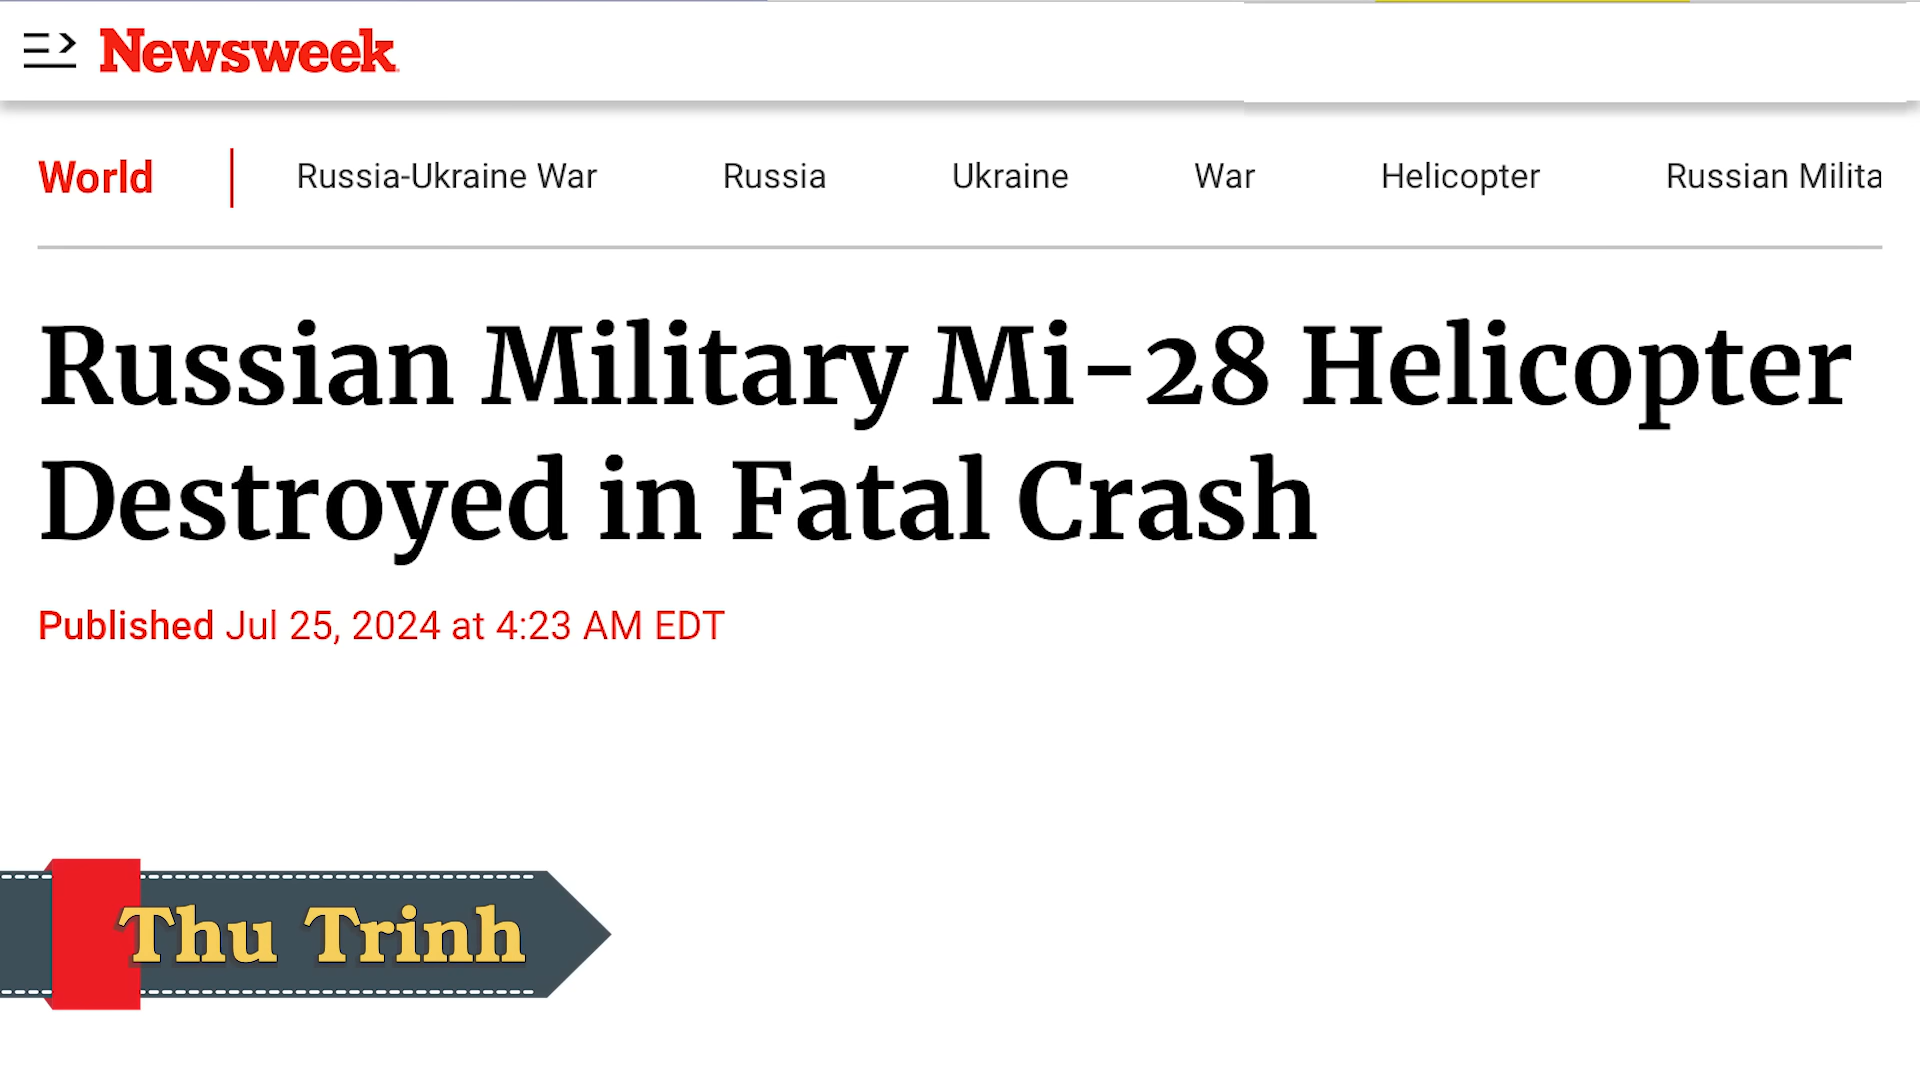 Newsweek
World Russia-Ukraine War Russia Ukraine War Helicopter Russian Milita
Russian Military Mi-28 Helicopter
Destroyed in Fatal Crash
Published Jul 25, 2024 at 4:23 AM EDT
Thu Trinh